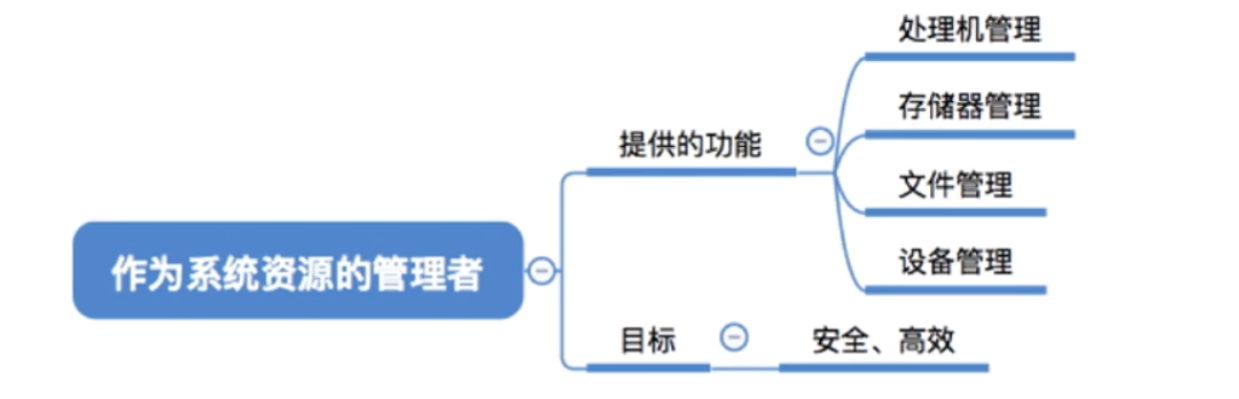 作为系统资源的管理者
提供的功能
处理机管理
存储器管理
文件管理
设备管理
目标
安全、高效